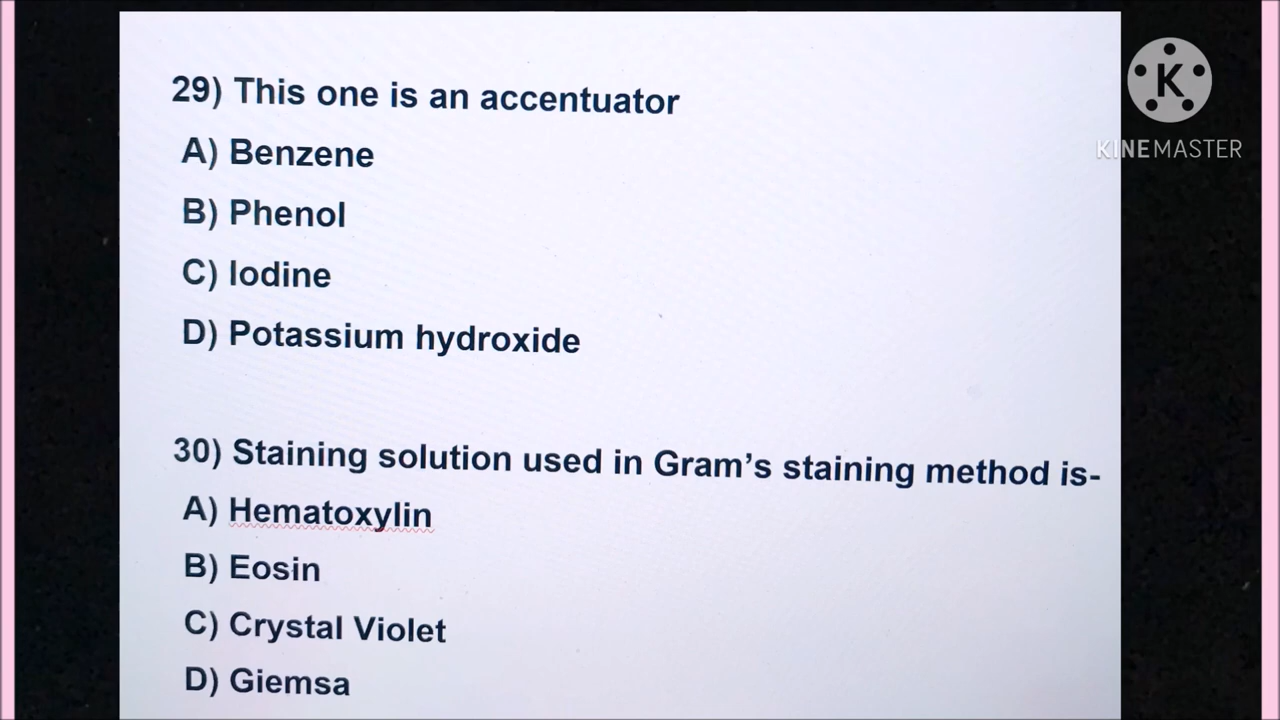 29) This one is an accentuator
A) Benzene
B) Phenol
C) Iodine
D) Potassium hydroxide
30) Staining solution used in Gram's staining method is-
A) Hematoxylin
B) Eosin
C) Crystal Violet
D) Giemsa
K
KINEMASTER